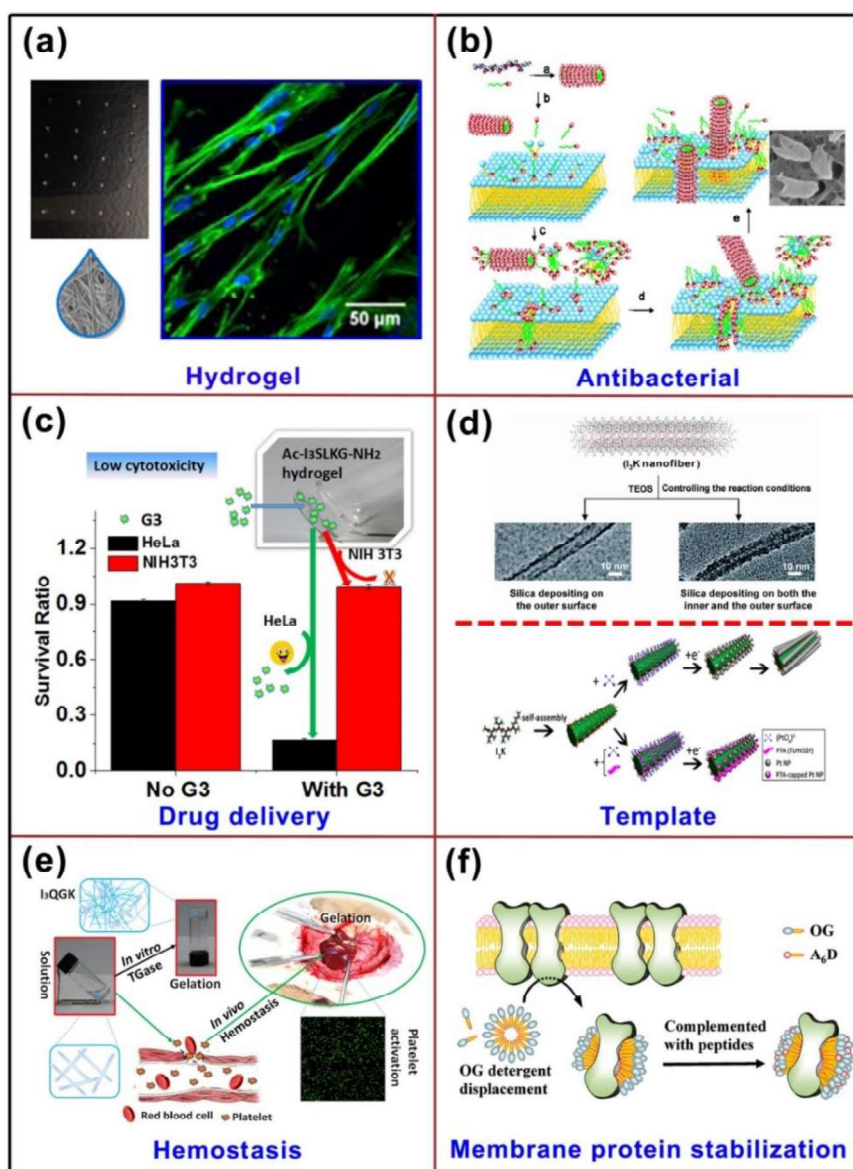 (a)
50 µm
Hydrogel
(b)
a
b
c
d
e
Antibacterial
(c)
Low cytotoxicity
Ac-I₃SLKG-NH₂
hydrogel
G3
HeLa
NIH3T3
NIH 3T3
X
HeLa
Survival Ratio
1.2
0.9
0.6
0.3
0.0
No G3
With G3
Drug delivery
(d)
(I₃K nanofiber)
TEOS
Controlling the reaction conditions
10 nm
10 nm
Silica depositing on
the outer surface
Silica depositing on both the
inner and the outer surface
+
+e⁻
self-assembly
I₃K
+
+e⁻
Pt NP
PTA-capped Pt NP
Template
(e)
I₃QGK
Solution
In vitro
TGase
Gelation
In vivo
Hemostasis
Gelation
Platelet
activation
Red blood cell
Platelet
Hemostasis
(f)
OG
A₆D
OG detergent
displacement
Complemented
with peptides
Membrane protein stabilization